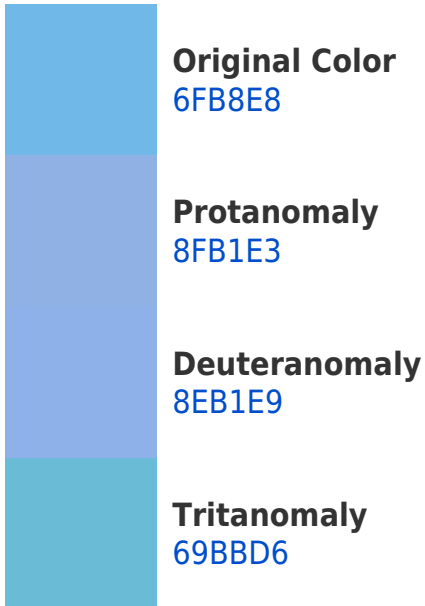 Original Color
6FB8E8
Protanomaly
8FB1E3
Deuteranomaly
8EB1E9
Tritanomaly
69BBD6